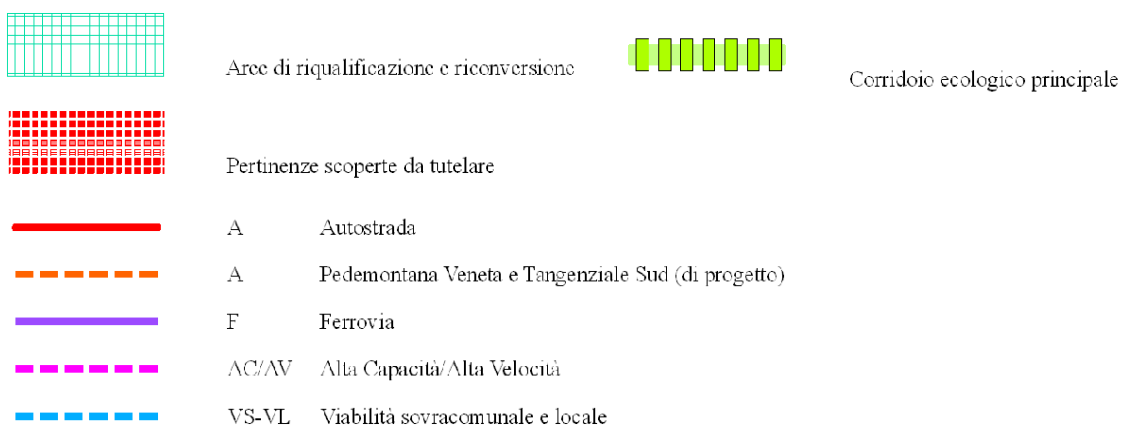 Aree di riqualificazione e riconversione
Corridoio ecologico principale
Pertinenze scoperte da tutelare
A Autostrada
A Pedemontana Veneta e Tangenziale Sud (di progetto)
F Ferrovia
AC/AV Alta Capacità/Alta Velocità
VS-VL Viabilità sovracomunale e locale